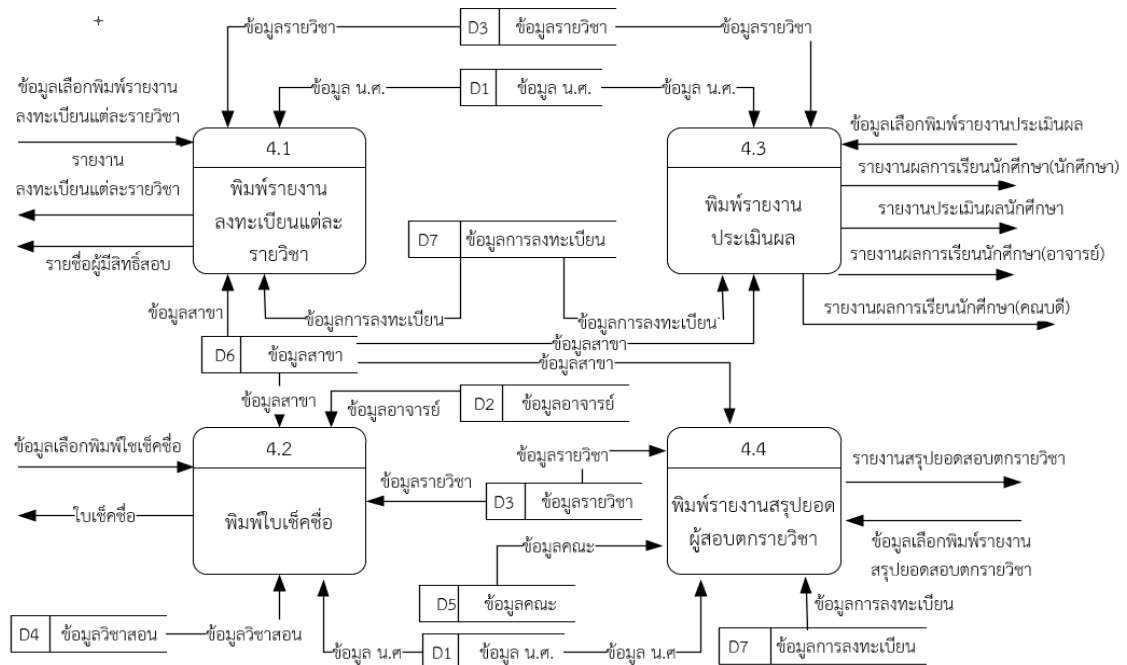 ข้อมูลรายวิชา
D3 ข้อมูลรายวิชา
ข้อมูลรายวิชา
ข้อมูลเลือกพิมพ์รายงาน
ลงทะเบียนแต่ละรายวิชา
ข้อมูล น.ศ.
D1 ข้อมูล น.ศ.
ข้อมูล น.ศ.
4.1
พิมพ์รายงาน
ลงทะเบียนแต่ละ
รายวิชา
รายงาน
ลงทะเบียนแต่ละรายวิชา
รายชื่อผู้มีสิทธิ์สอบ
4.3
พิมพ์รายงาน
ประเมินผล
ข้อมูลเลือกพิมพ์รายงานประเมินผล
รายงานผลการเรียนนักศึกษา(นักศึกษา)
รายงานประเมินผลนักศึกษา
รายงานผลการเรียนนักศึกษา(อาจารย์)
รายงานผลการเรียนนักศึกษา(คณบดี)
D7 ข้อมูลการลงทะเบียน
ข้อมูลการลงทะเบียน
ข้อมูลการลงทะเบียน
ข้อมูลสาขา
D6 ข้อมูลสาขา
ข้อมูลสาขา
ข้อมูลสาขา
ข้อมูลสาขา
ข้อมูลอาจารย์
D2 ข้อมูลอาจารย์
ข้อมูลเลือกพิมพ์ใชเช็คชื่อ
4.2
พิมพ์ใบเช็คชื่อ
ใบเช็คชื่อ
ข้อมูลรายวิชา
D3 ข้อมูลรายวิชา
ข้อมูลรายวิชา
4.4
พิมพ์รายงานสรุปยอด
ผู้สอบตกรายวิชา
รายงานสรุปยอดสอบตกรายวิชา
ข้อมูลเลือกพิมพ์รายงาน
สรุปยอดสอบตกรายวิชา
ข้อมูลคณะ
D5 ข้อมูลคณะ
ข้อมูลการลงทะเบียน
D4 ข้อมูลวิชาสอน
ข้อมูลวิชาสอน
ข้อมูล น.ศ
D1 ข้อมูล น.ศ.
ข้อมูล น.ศ
D7 ข้อมูลการลงทะเบียน